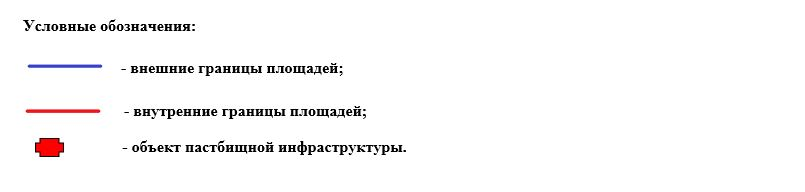 Условные обозначения:
- внешние границы площадей;
- внутренние границы площадей;
- объект пастбищной инфраструктуры.